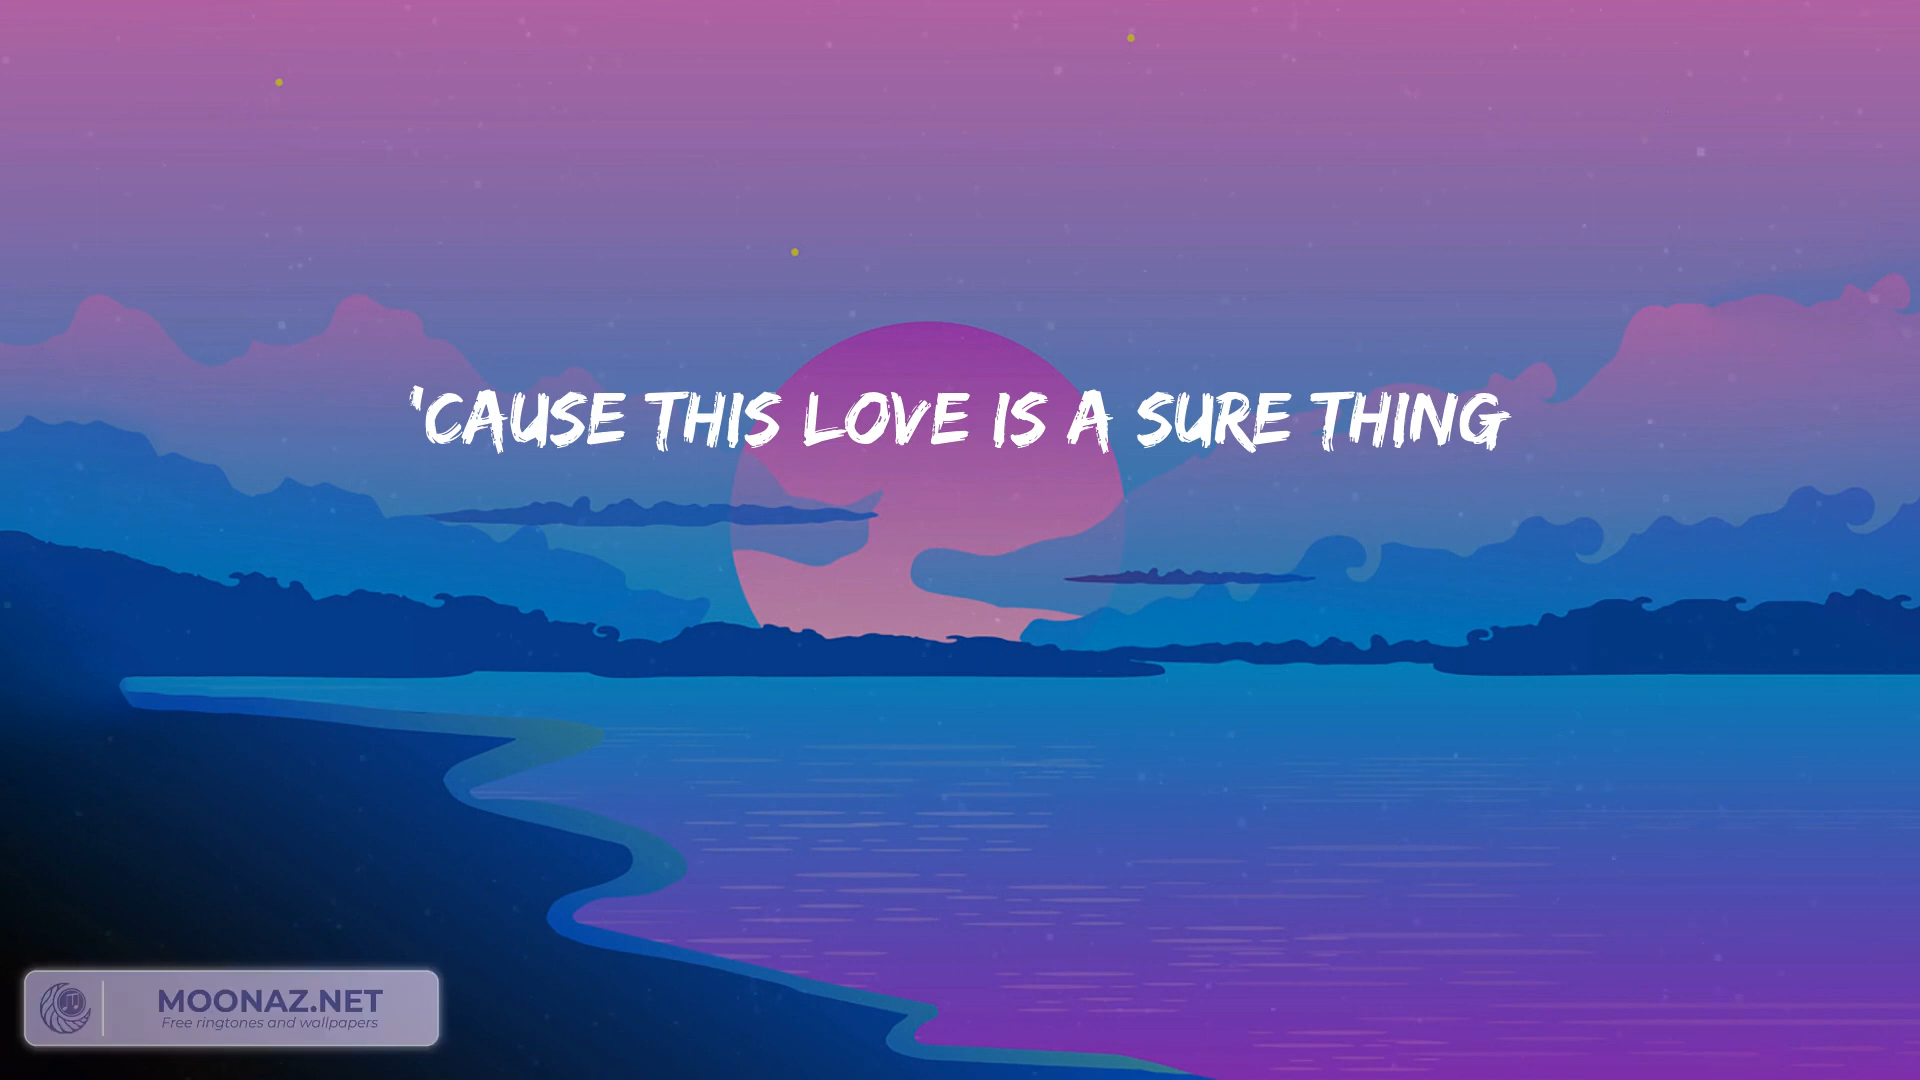 'CAUSE THIS LOVE IS A SURE THING
MOONAZ.NET
Free ringtones and wallpapers